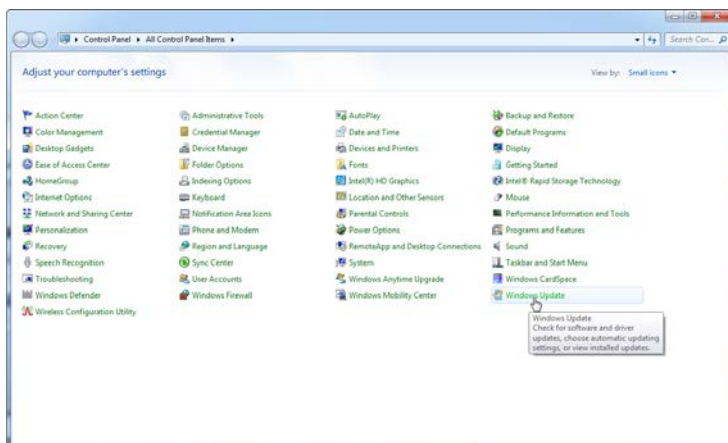 Control Panel All Control Panel Items Search Con...
Adjust your computer's settings View by: Small icons
Action Center Administrative Tools AutoPlay Backup and Restore
Color Management Credential Manager Date and Time Default Programs
Desktop Gadgets Device Manager Devices and Printers Display
Ease of Access Center Folder Options Fonts Getting Started
HomeGroup Indexing Options Intel(R) HD Graphics Intel® Rapid Storage Technology
Internet Options Keyboard Location and Other Sensors Mouse
Network and Sharing Center Notification Area Icons Parental Controls Performance Information and Tools
Personalization Phone and Modem Power Options Programs and Features
Recovery Region and Language RemoteApp and Desktop Connections Sound
Speech Recognition Sync Center System Taskbar and Start Menu
Troubleshooting User Accounts Windows Anytime Upgrade Windows CardSpace
Windows Defender Windows Firewall Windows Mobility Center Windows Update
Wireless Configuration Utility
Windows Update
Check for software and driver
updates, choose automatic updating
settings, or view installed updates.